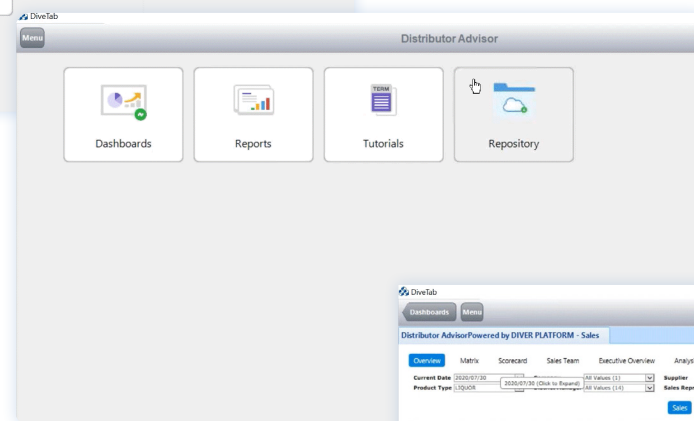 DiveTab
Menu
Distributor Advisor
TERM
Dashboards
Reports
Tutorials
Repository
DiveTab
Dashboards
Menu
Distributor AdvisorPowered by DIVER PLATFORM - Sales
Overview Matrix Scorecard Sales Team Executive Overview Analys
Current Date 2020/07/30 All Values (1) Supplier
2020/07/30 (Click to Expand)
Product Type LIQUOR All Values (14) Sales Repr
Sales